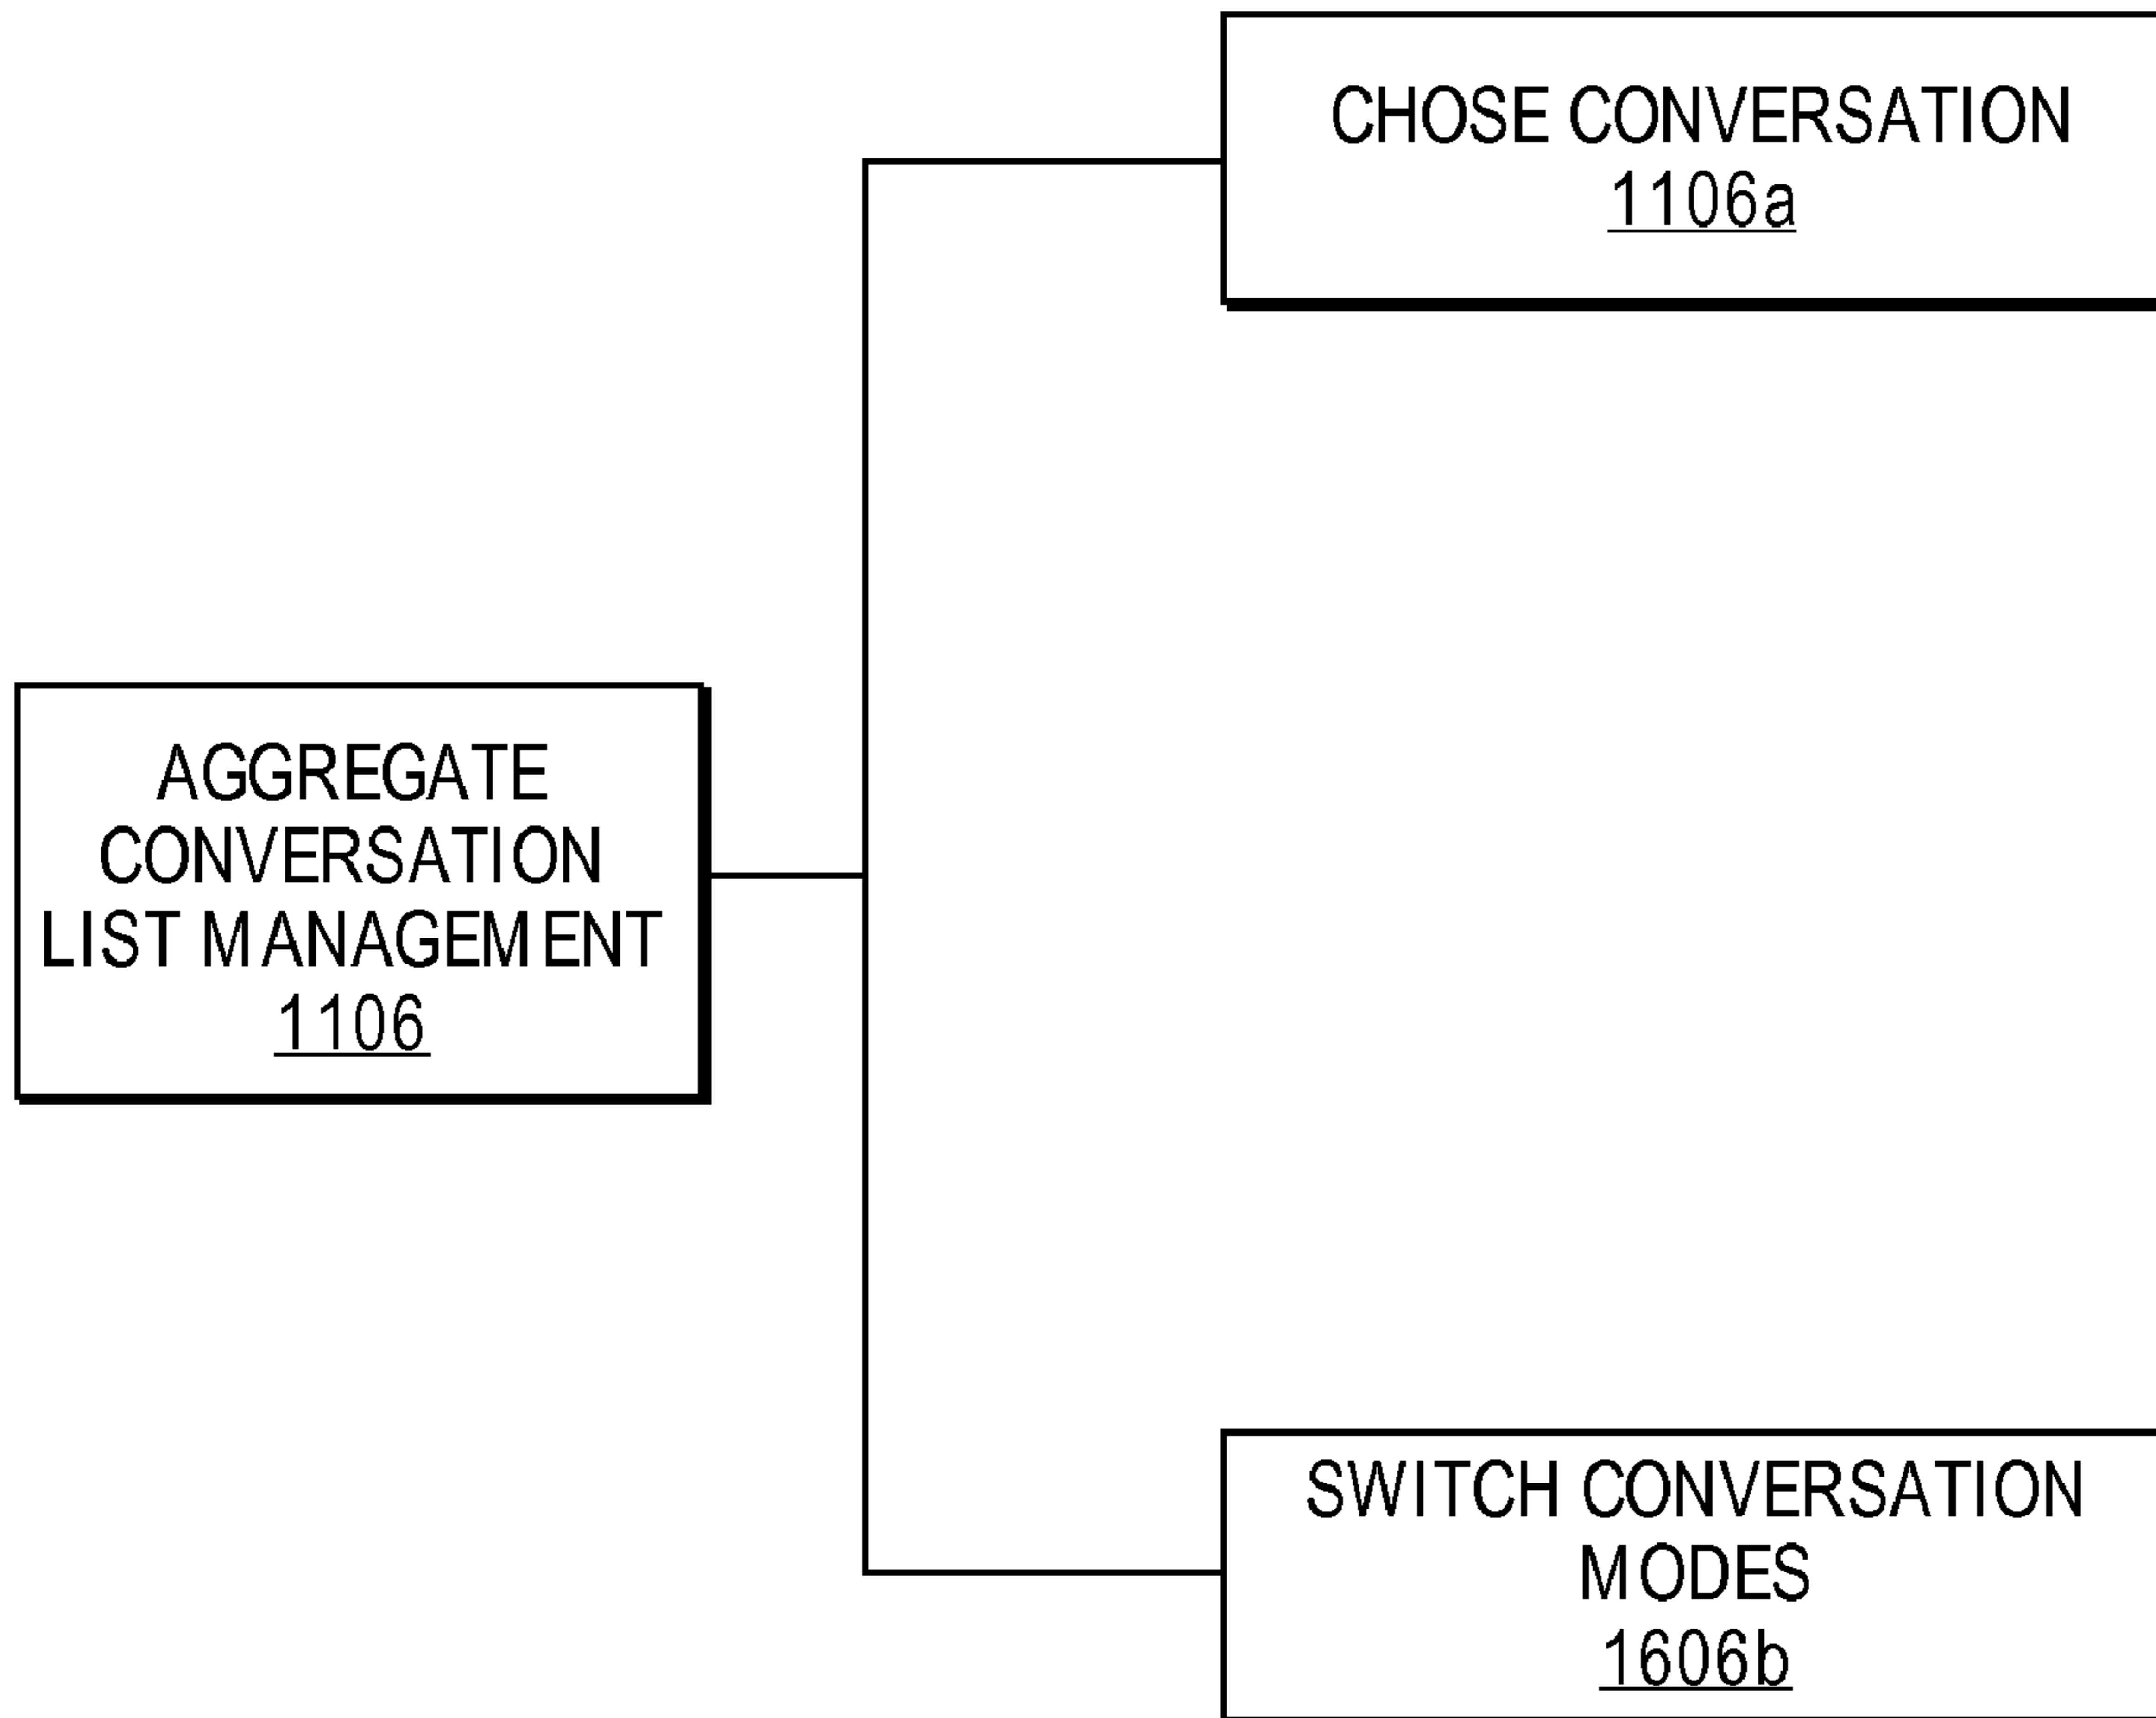 CHOSE CONVERSATION
1106a
AGGREGATE
CONVERSATION
LIST MANAGEMENT
1106
SWITCH CONVERSATION
MODES
1606b